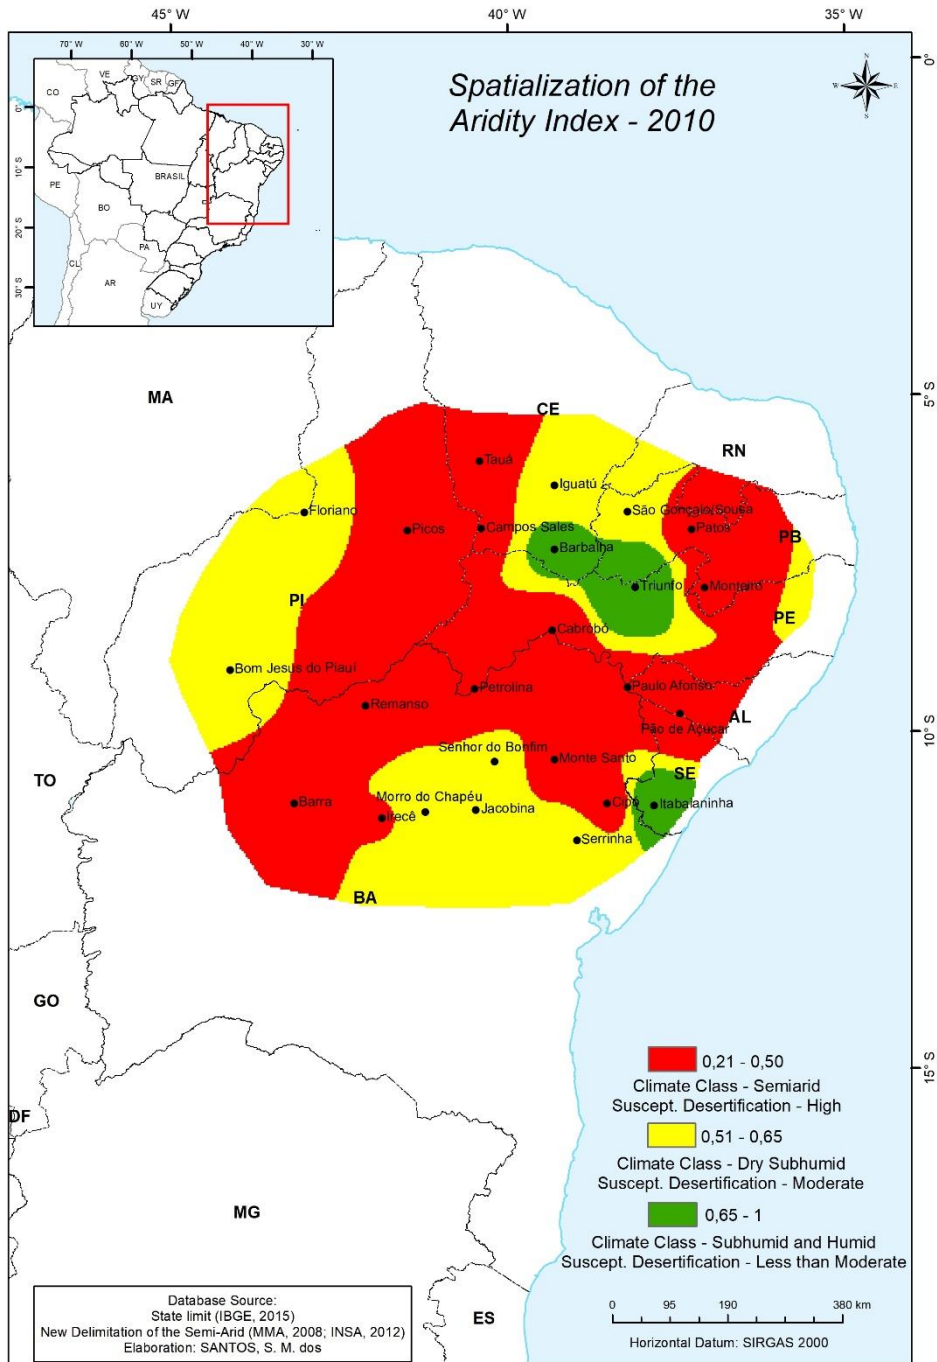 45° W
40° W
35° W
70° W
60° W
50° W
40° W
30° W
0°
10° S
20° S
30° S
CO
VE
GY
SR
GF
PE
BRASIL
BO
PA
CL
AR
UY
Spatialization of the
Aridity Index - 2010
N
W
E
S
0°
5° S
10° S
15° S
MA
CE
RN
Tauá
Iguatú
Floriano
São Gonçalo/Sousa
Picos
Campos Sales
Patos
PB
Barbalha
Triunfo
Monteiro
PI
PE
Cabrobó
Bom Jesus do Piauí
Petrolina
Paulo Afonso
Remanso
AL
Pão de Açúcar
Senhor do Bonfim
Monte Santo
TO
SE
Morro do Chapéu
Barra
Jacobina
Cipó
Itabaianinha
Irecê
Serrinha
BA
GO
DF
MG
ES
0,21 - 0,50
Climate Class - Semiarid
Suscept. Desertification - High
0,51 - 0,65
Climate Class - Dry Subhumid
Suscept. Desertification - Moderate
0,65 - 1
Climate Class - Subhumid and Humid
Suscept. Desertification - Less than Moderate
0 95 190 380 km
Horizontal Datum: SIRGAS 2000
Database Source:
State limit (IBGE, 2015)
New Delimitation of the Semi-Arid (MMA, 2008; INSA, 2012)
Elaboration: SANTOS, S. M. dos